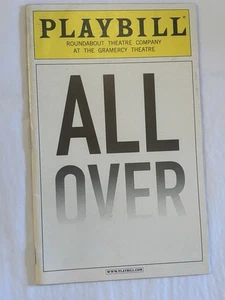 PLAYBILL®
ROUNDABOUT THEATRE COMPANY
AT THE GRAMERCY THEATRE
ALL
OVER
WWW.PLAYBILL.COM